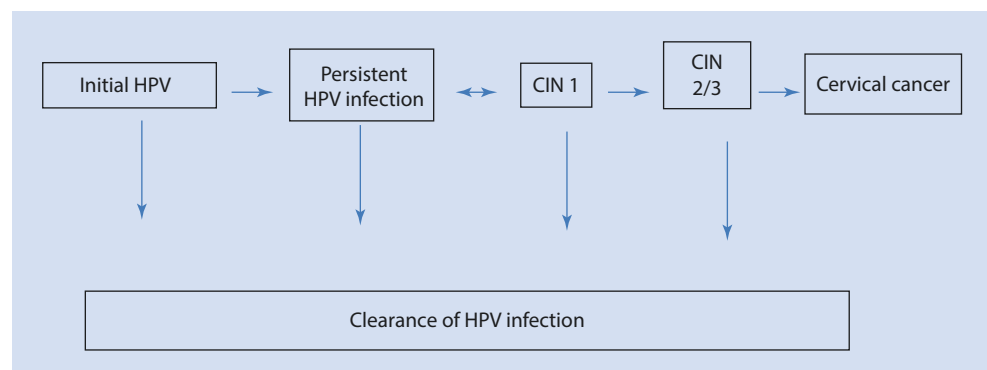 Initial HPV
Persistent
HPV infection
CIN 1
CIN
2/3
Cervical cancer
Clearance of HPV infection